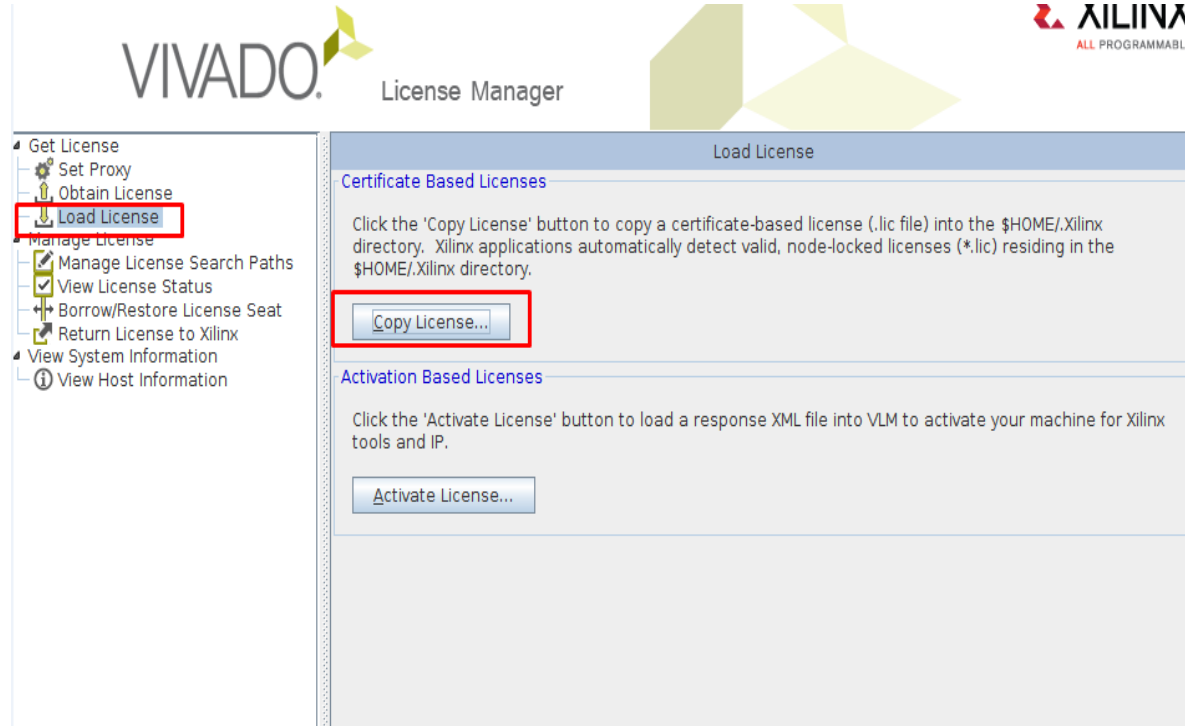 XILINX
ALL PROGRAMMABL
VIVADO.
License Manager
Get License
Set Proxy
Obtain License
Load License
Manage License
Manage License Search Paths
View License Status
Borrow/Restore License Seat
Return License to Xilinx
View System Information
View Host Information
Load License
Certificate Based Licenses
Click the 'Copy License' button to copy a certificate-based license (.lic file) into the $HOME/.Xilinx
directory. Xilinx applications automatically detect valid, node-locked licenses (*.lic) residing in the
$HOME/.Xilinx directory.
Copy License...
Activation Based Licenses
Click the 'Activate License' button to load a response XML file into VLM to activate your machine for Xilinx
tools and IP.
Activate License...